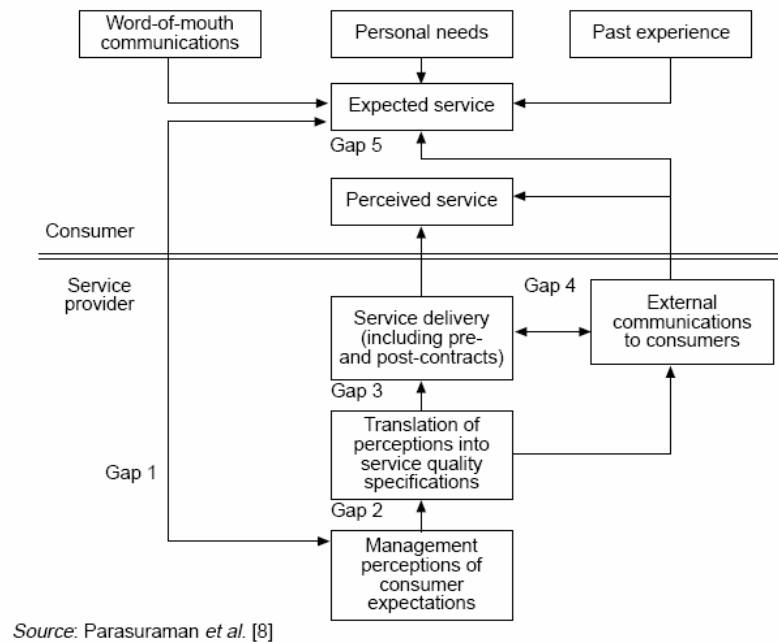 Word-of-mouth
communications
Personal needs
Past experience
Expected service
Gap 5
Perceived service
Consumer
Service
provider
Gap 4
Service delivery
(including pre-
and post-contracts)
External
communications
to consumers
Gap 3
Translation of
perceptions into
service quality
specifications
Gap 1
Gap 2
Management
perceptions of
consumer
expectations
Source: Parasuraman et al. [8]